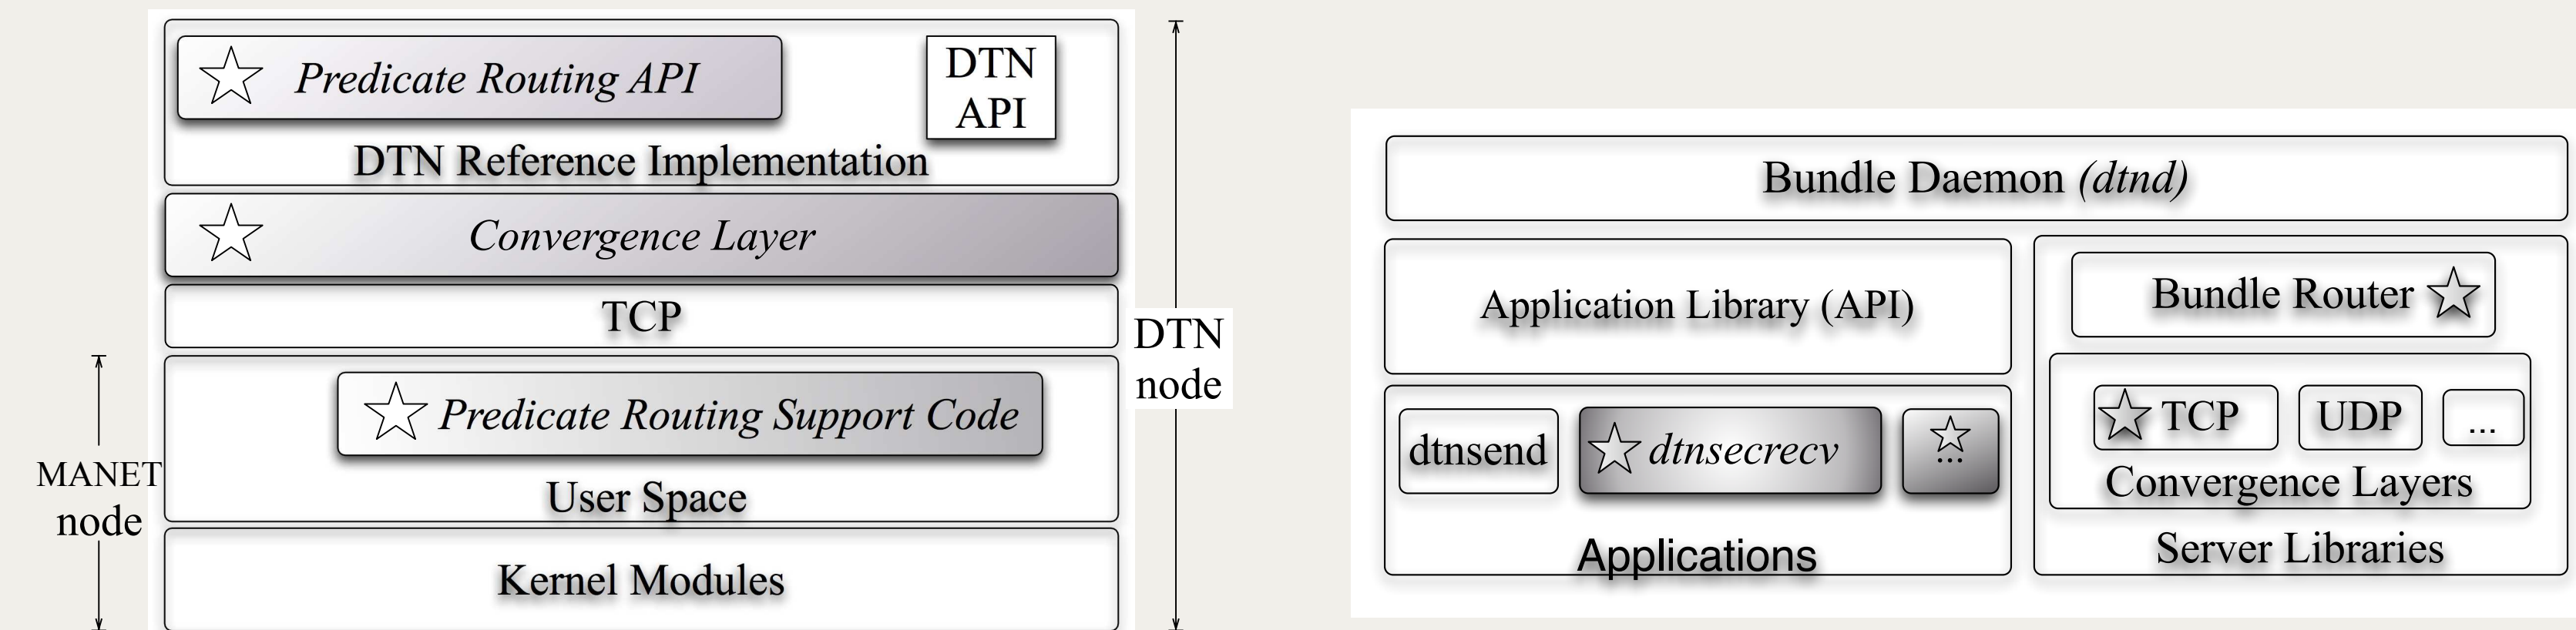 Predicate Routing API
DTN
API
DTN Reference Implementation
Convergence Layer
TCP
Predicate Routing Support Code
User Space
Kernel Modules
MANET
node
DTN
node
Bundle Daemon (dtnd)
Application Library (API)
dtnsend
dtnsecrecv
...
Applications
Bundle Router
TCP
UDP
...
Convergence Layers
Server Libraries